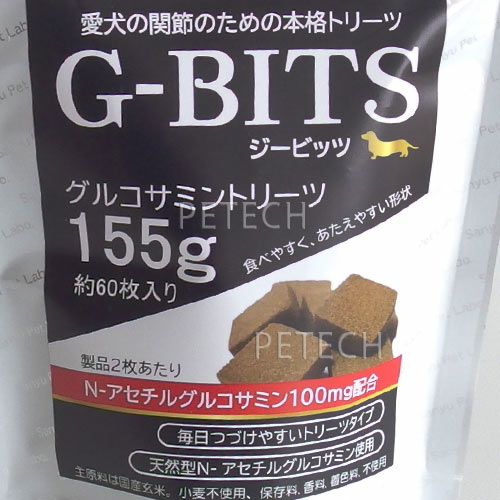 愛犬の関節のための本格トリーツ
G-BITS
ジービッツ
グルコサミントリーツ
PETECH
155g
食べやすく、あたえやすい形状
約60枚入り
PETECH
製品2枚あたり
N-アセチルグルコサミン100mg配合
毎日つづけやすいトリーツタイプ
天然型N-アセチルグルコサミン使用
主原料は国産玄米。小麦不使用、保存料、香料、着色料、不使用